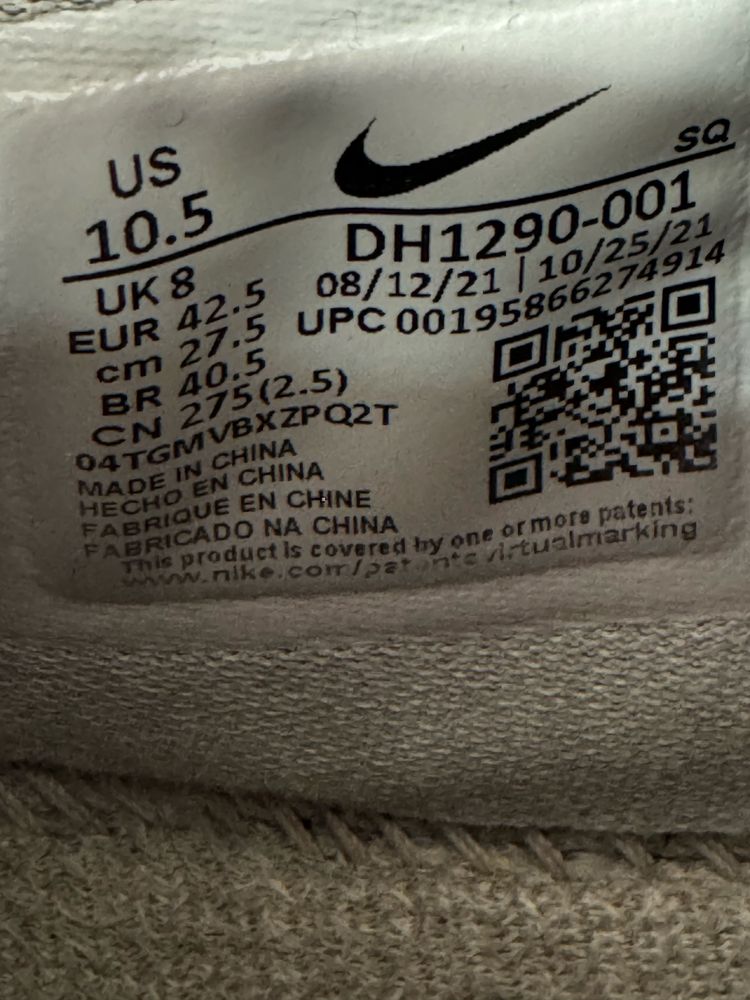 SQ
US
10.5
UK 8
EUR 42.5
cm 27.5
BR 40.5
CN 275(2.5)
04TGMVBXZPQ2T
MADE IN CHINA
HECHO EN CHINA
FABRIQUE EN CHINE
FABRICADO NA CHINA
DH1290-001
08/12/21 | 10/25/21
UPC 00195866274914
This product is covered by one or more patents:
www.nike.com/patents/virtualmarking